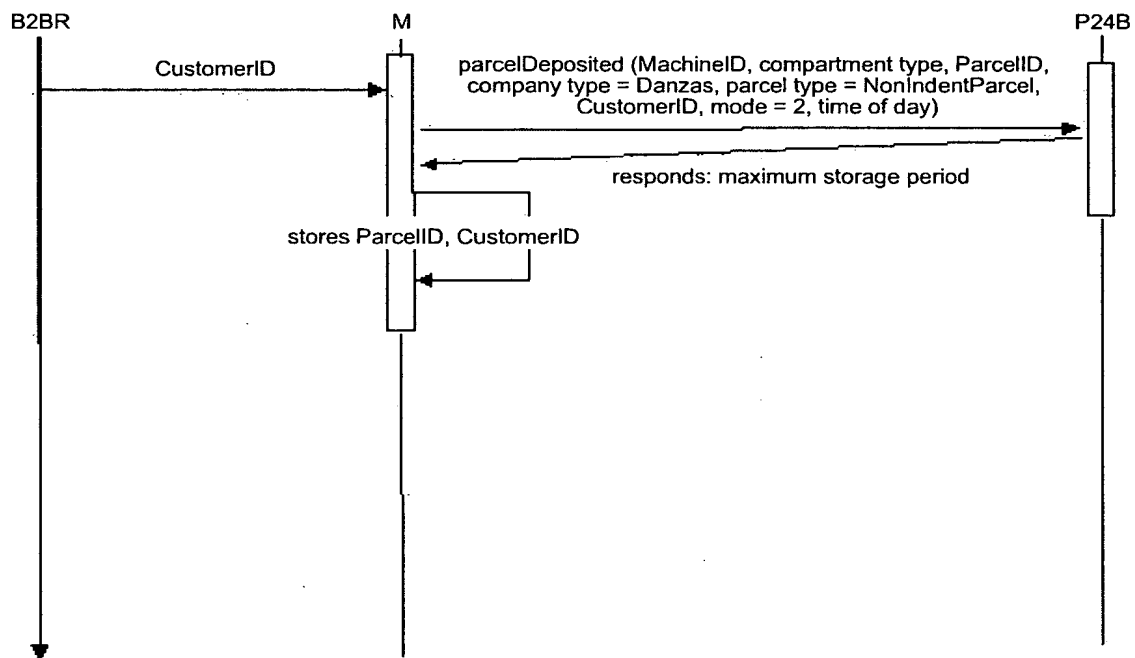 B2BR
M
P24B
CustomerID
parcelDeposited (MachineID, compartment type, ParcelID,
company type = Danzas, parcel type = NonIndentParcel,
CustomerID, mode = 2, time of day)
responds: maximum storage period
stores ParcelID, CustomerID